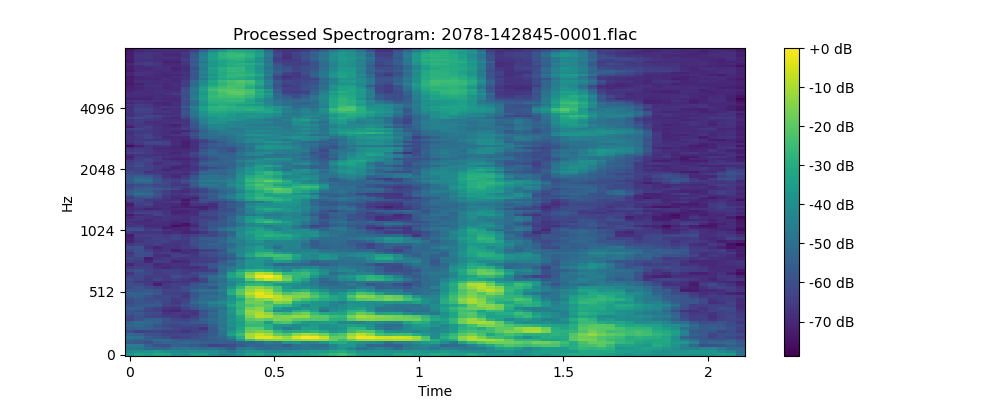 Processed Spectrogram: 2078-142845-0001.flac
Hz
4096
2048
1024
512
0
0
0.5
1
1.5
2
Time
+0 dB
-10 dB
-20 dB
-30 dB
-40 dB
-50 dB
-60 dB
-70 dB